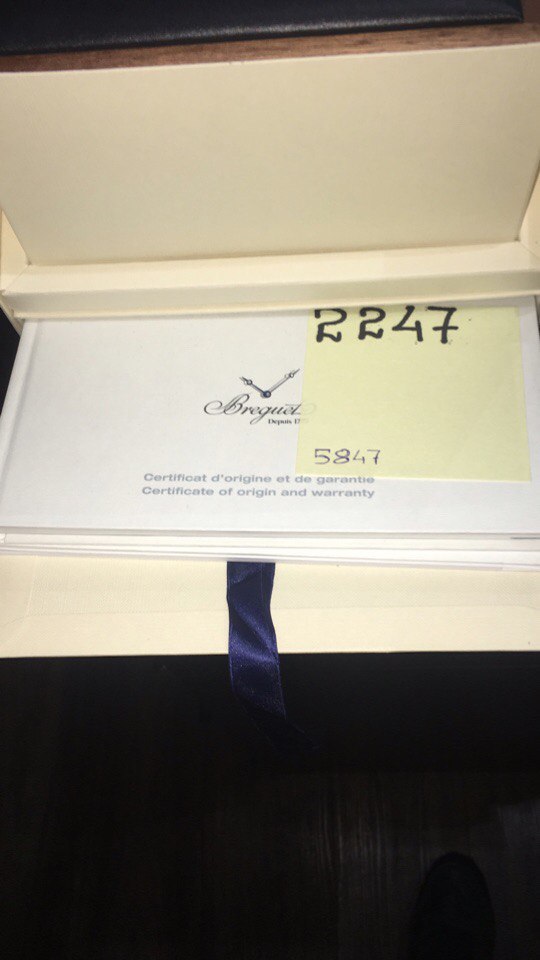 2247
Breguet
Depuis 17
5847
Certificat d'origine et de garantie
Certificate of origin and warranty